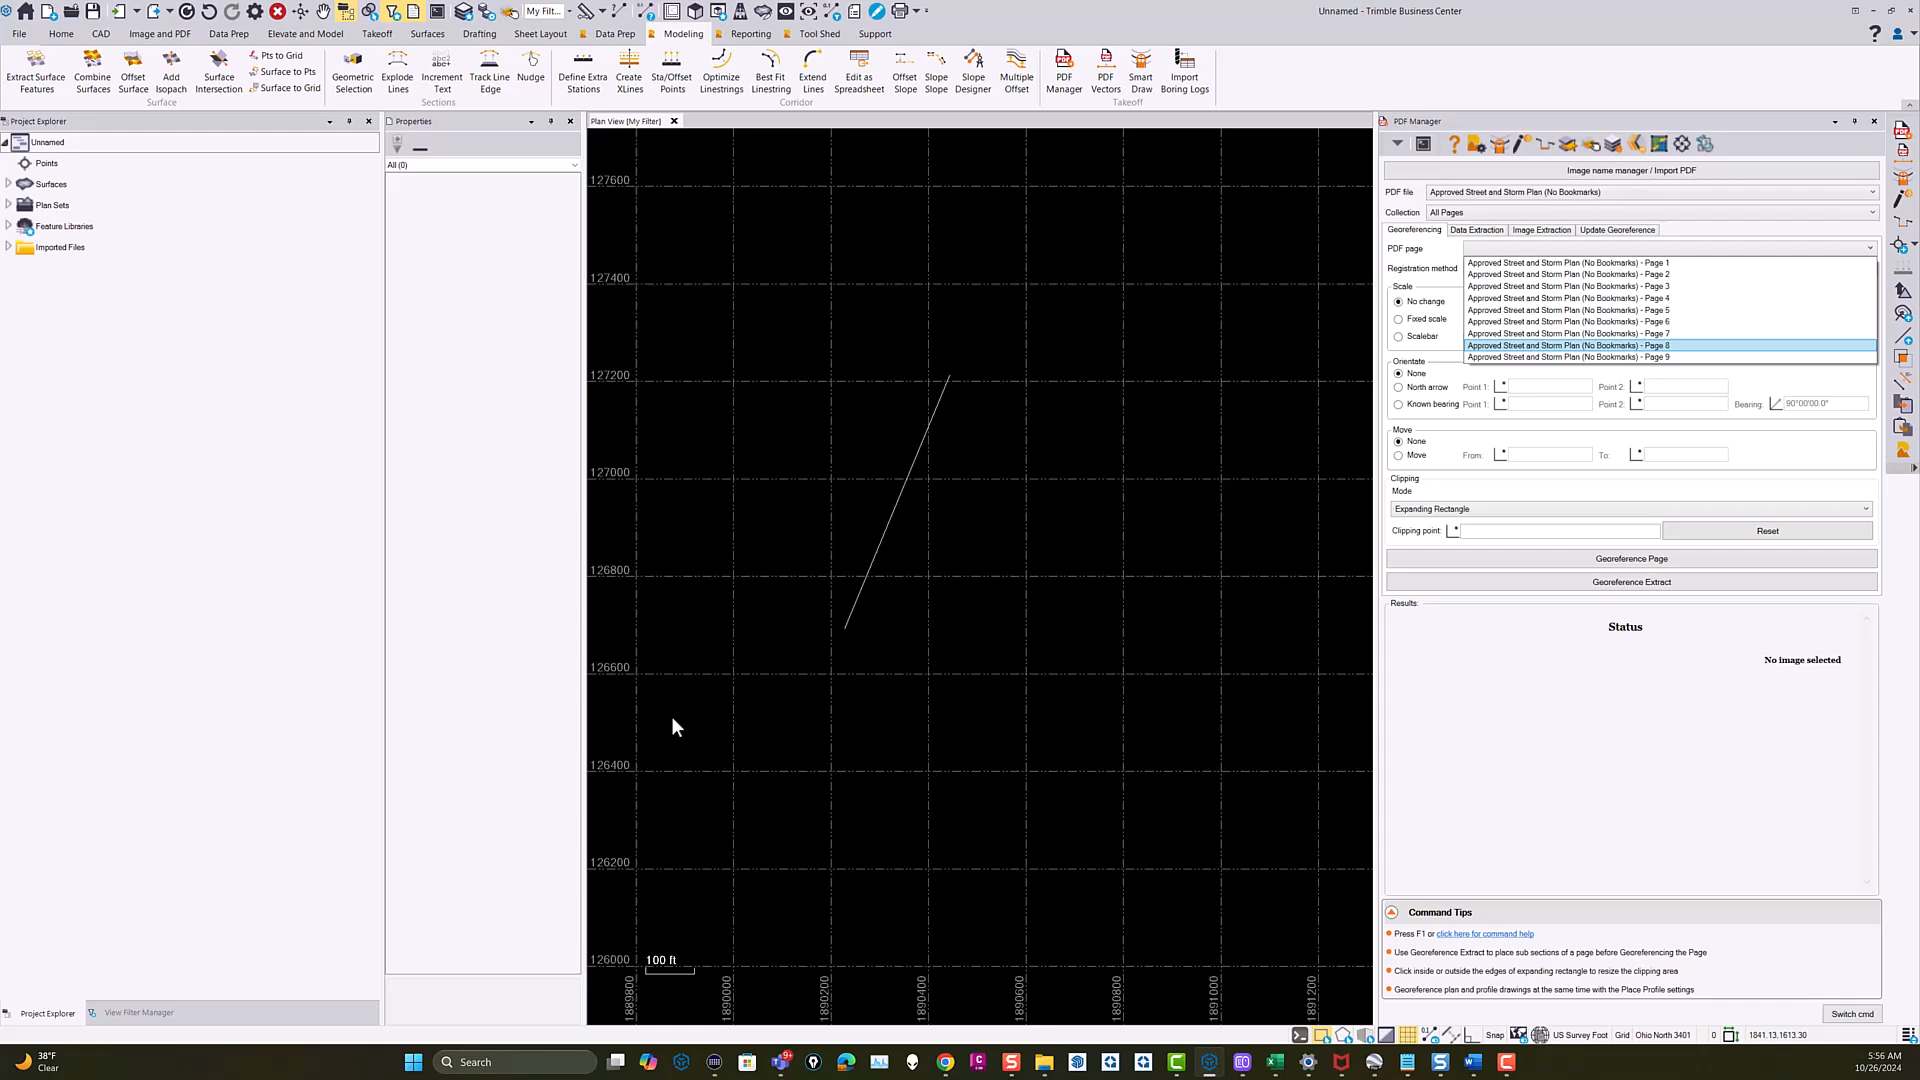 My Filt...
Unnamed - Trimble Business Center
File
Home
CAD
Image and PDF
Data Prep
Elevate and Model
Takeoff
Surfaces
Drafting
Sheet Layout
Data Prep
Modeling
Reporting
Tool Shed
Support
Extract Surface Features
Combine Surfaces
Offset Surface
Add Isopach
Surface Intersection
Pts to Grid
Surface to Pts
Surface to Grid
Surface
Geometric Selection
Explode Lines
Increment Text
Track Line Edge
Nudge
Sections
Define Extra Stations
Create XLines
Sta/Offset Points
Optimize Linestrings
Best Fit Linestring
Extend Lines
Edit as Spreadsheet
Offset Slope
Slope Slope
Slope Designer
Multiple Offset
Corridor
PDF Manager
PDF Vectors
Smart Draw
Import Boring Logs
Takeoff
Project Explorer
Unnamed
Points
Surfaces
Plan Sets
Feature Libraries
Imported Files
Properties
All (0)
Plan View [My Filter]
127600
127400
127200
127000
126800
126600
126400
126200
126000
100 ft
1889800
1890000
1890200
1890400
1890600
1890800
1891000
1891200
PDF Manager
Image name manager / Import PDF
PDF file
Approved Street and Storm Plan (No Bookmarks)
Collection
All Pages
Georeferencing
Data Extraction
Image Extraction
Update Georeference
PDF page
Approved Street and Storm Plan (No Bookmarks) - Page 1
Approved Street and Storm Plan (No Bookmarks) - Page 2
Approved Street and Storm Plan (No Bookmarks) - Page 3
Approved Street and Storm Plan (No Bookmarks) - Page 4
Approved Street and Storm Plan (No Bookmarks) - Page 5
Approved Street and Storm Plan (No Bookmarks) - Page 6
Approved Street and Storm Plan (No Bookmarks) - Page 7
Approved Street and Storm Plan (No Bookmarks) - Page 8
Approved Street and Storm Plan (No Bookmarks) - Page 9
Registration method
Scale
No change
Fixed scale
Scalebar
Orientate
None
North arrow
Point 1:
Point 2:
Known bearing
Point 1:
Point 2:
Bearing:
90°00'00.0"
Move
None
Move
From:
To:
Clipping
Mode
Expanding Rectangle
Clipping point:
Reset
Georeference Page
Georeference Extract
Results:
Status
No image selected
Command Tips
Press F1 or click here for command help
Use Georeference Extract to place sub sections of a page before Georeferencing the Page
Click inside or outside the edges of expanding rectangle to resize the clipping area
Georeference plan and profile drawings at the same time with the Place Profile settings
Switch cmd
Project Explorer
View Filter Manager
Snap
US Survey Foot
Grid
Ohio North 3401
0
1841.13,1613.30
38°F
Clear
Search
9+
5:56 AM
10/26/2024